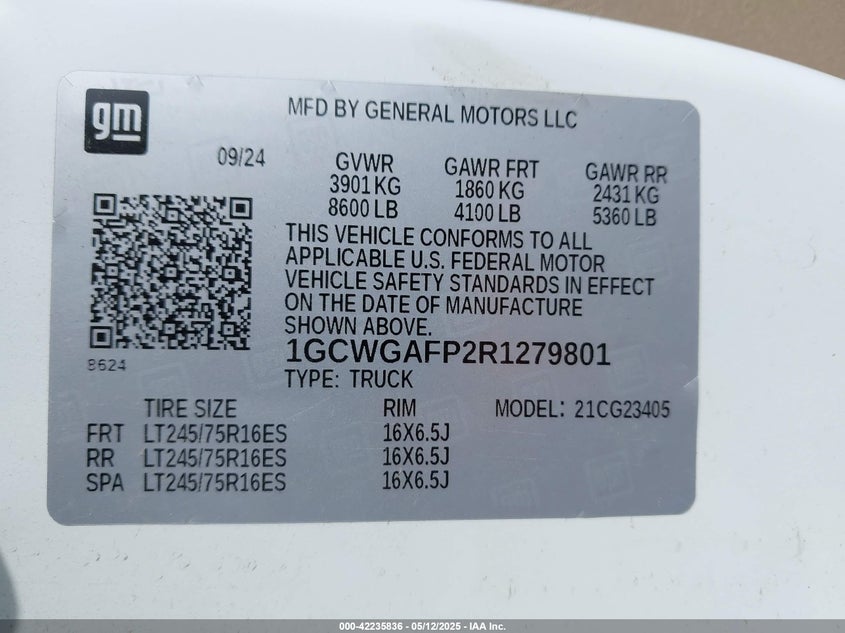 gm
MFD BY GENERAL MOTORS LLC
09/24
GVWR GAWR FRT GAWR RR
3901 KG 1860 KG 2431 KG
8600 LB 4100 LB 5360 LB
THIS VEHICLE CONFORMS TO ALL
APPLICABLE U.S. FEDERAL MOTOR
VEHICLE SAFETY STANDARDS IN EFFECT
ON THE DATE OF MANUFACTURE
SHOWN ABOVE.
8624
1GCWGAFP2R1279801
TYPE: TRUCK
TIRE SIZE RIM MODEL: 21CG23405
FRT LT245/75R16ES 16X6.5J
RR LT245/75R16ES 16X6.5J
SPA LT245/75R16ES 16X6.5J
000-42235836 - 05/12/2025 - IAA Inc.